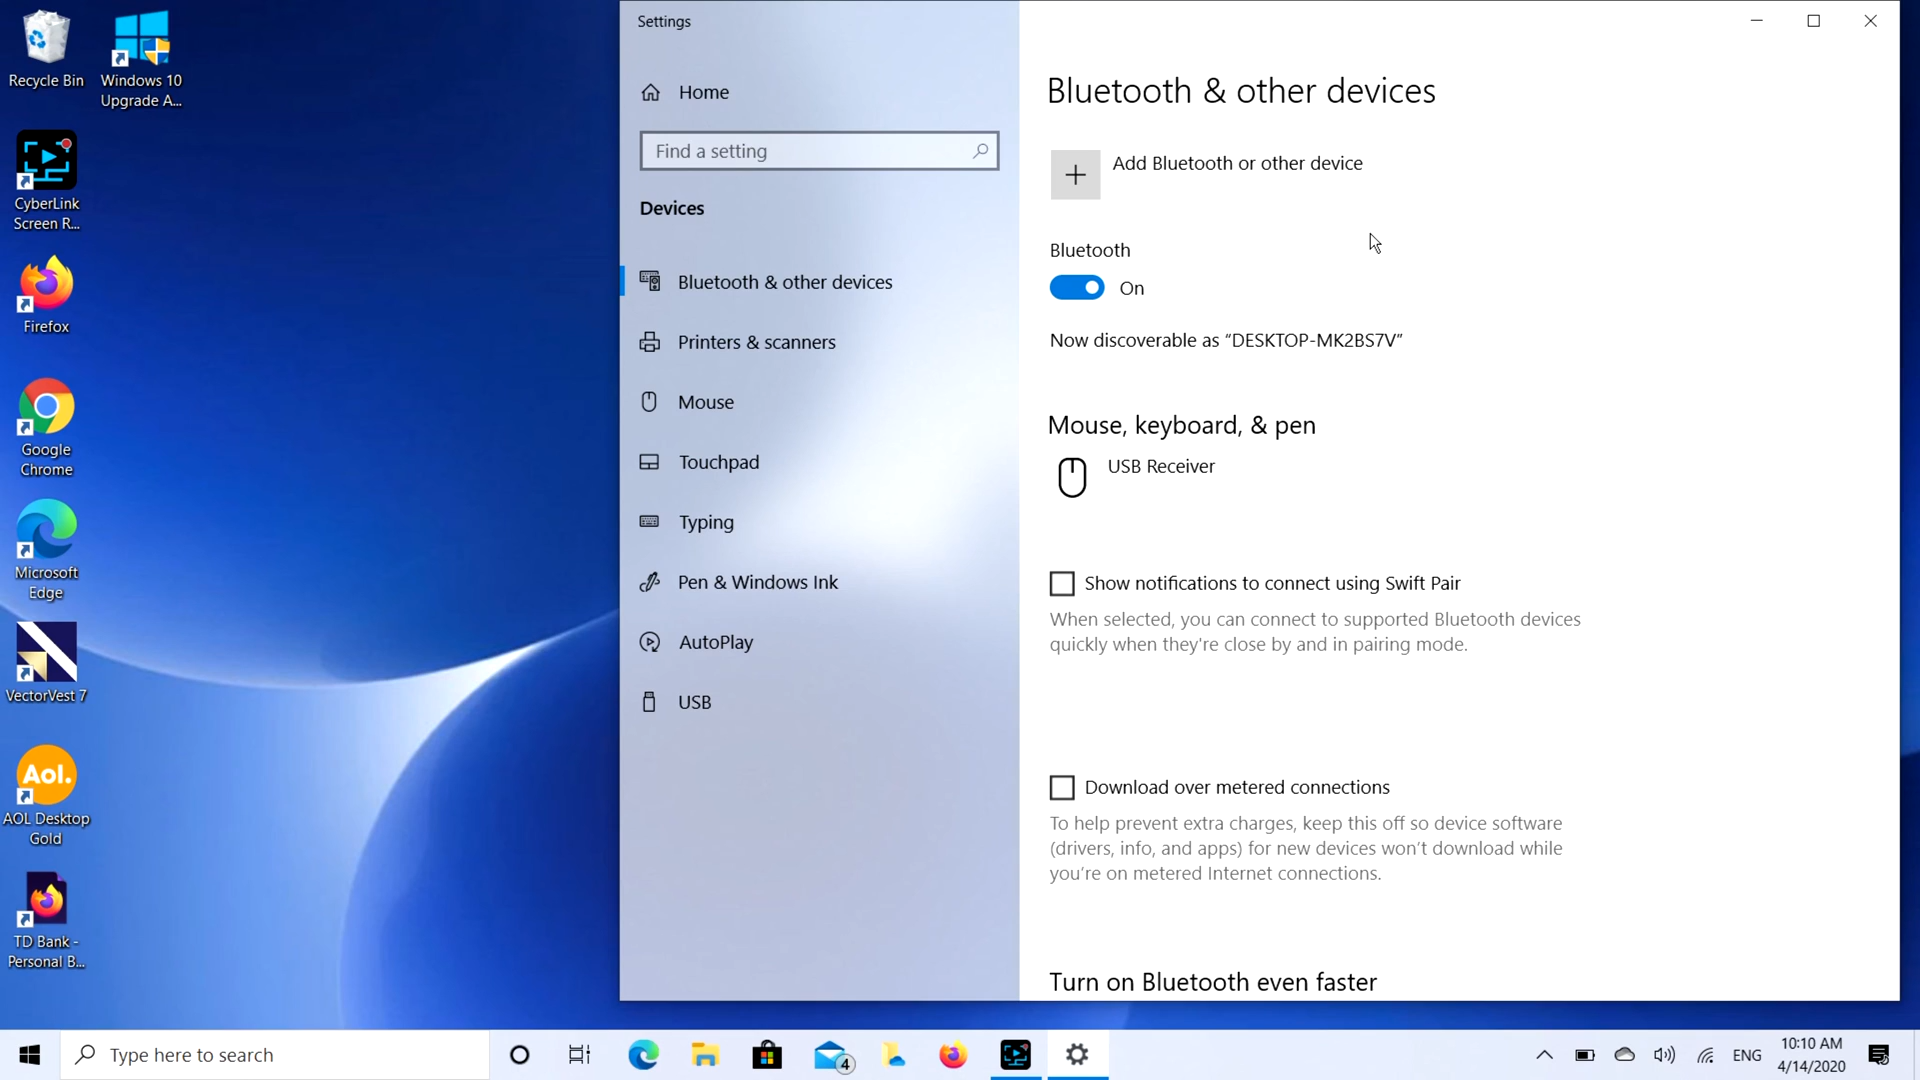 Recycle Bin
Windows 10
Upgrade A...
CyberLink
Screen R...
Firefox
Google
Chrome
Microsoft
Edge
VectorVest 7
Aol.
AOL Desktop
Gold
TD Bank -
Personal B...
Settings
Home
Find a setting
Devices
Bluetooth & other devices
Printers & scanners
Mouse
Touchpad
Typing
Pen & Windows Ink
AutoPlay
USB
Bluetooth & other devices
Add Bluetooth or other device
Bluetooth
On
Now discoverable as “DESKTOP-MK2BS7V”
Mouse, keyboard, & pen
USB Receiver
Show notifications to connect using Swift Pair
When selected, you can connect to supported Bluetooth devices
quickly when they're close by and in pairing mode.
Download over metered connections
To help prevent extra charges, keep this off so device software
(drivers, info, and apps) for new devices won’t download while
you’re on metered Internet connections.
Turn on Bluetooth even faster
Type here to search
4
ENG
10:10 AM
4/14/2020